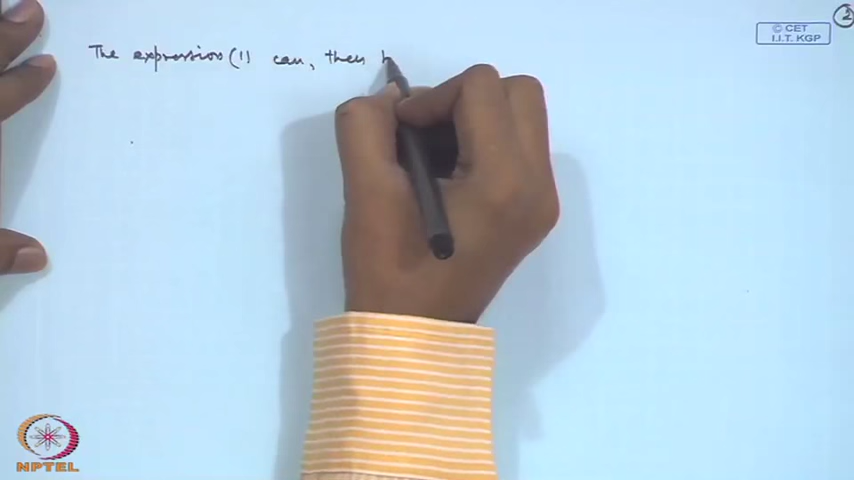 The expression (1) can, then b
2
© CET
I.I.T. KGP
NPTEL